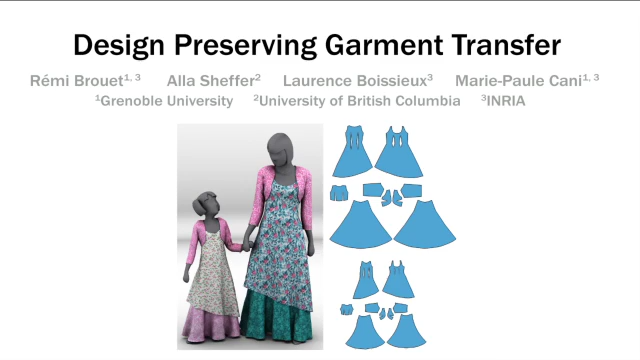 Design Preserving Garment Transfer
Rémi Brouet¹˒³ Alla Sheffer² Laurence Boissieux³ Marie-Paule Cani¹˒³
¹Grenoble University ²University of British Columbia ³INRIA